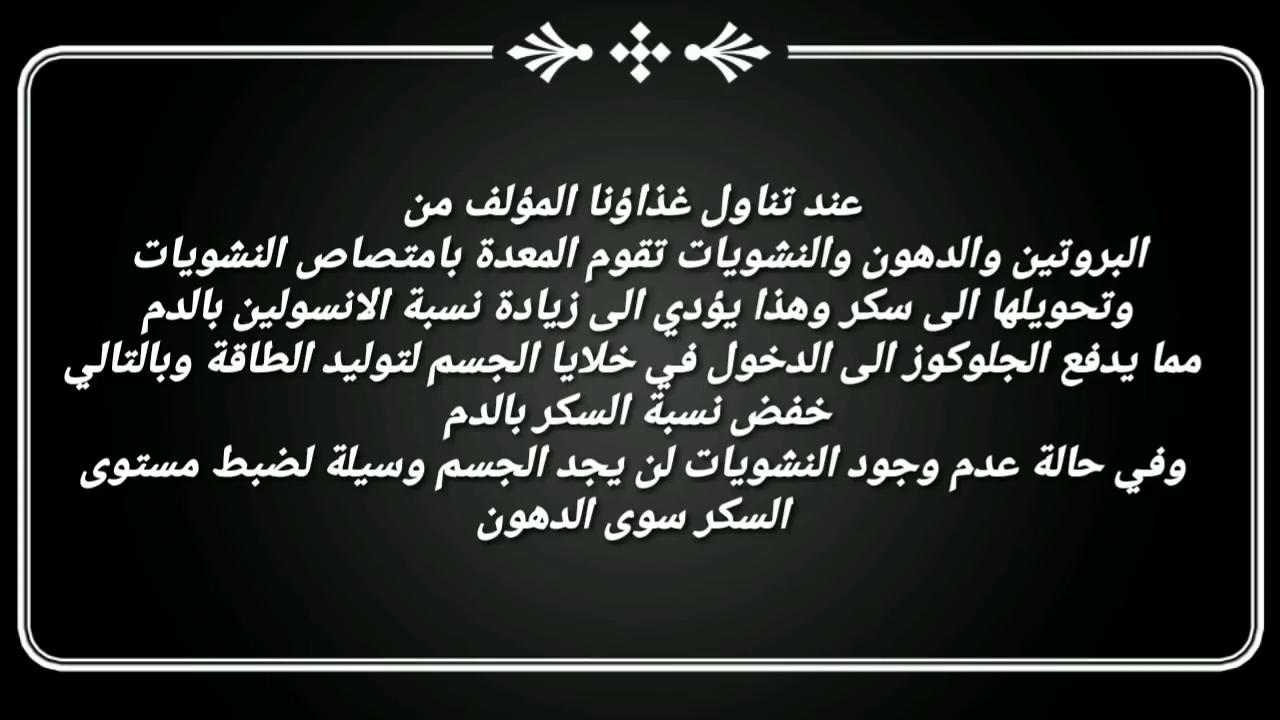 عند تناول غذاؤنا المؤلف من
البروتين والدهون والنشويات تقوم المعدة بامتصاص النشويات
وتحويلها الى سكر وهذا يؤدي الى زيادة نسبة الانسولين بالدم
مما يدفع الجلوكوز الى الدخول في خلايا الجسم لتوليد الطاقة وبالتالي
خفض نسبة السكر بالدم
وفي حالة عدم وجود النشويات لن يجد الجسم وسيلة لضبط مستوى
السكر سوى الدهون